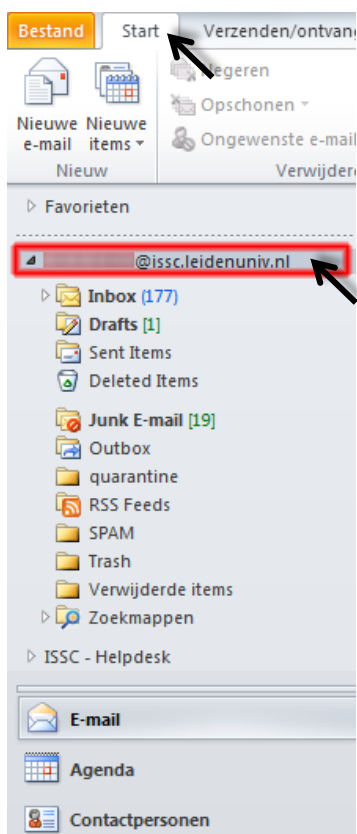 Bestand Start Verzenden/ontvang
Negeren
Opschonen
Ongewenste e-mail
Nieuwe Nieuwe
e-mail items
Nieuw Verwijdere
Favorieten
@issc.leidenuniv.nl
Inbox (177)
Drafts [1]
Sent Items
Deleted Items
Junk E-mail [19]
Outbox
quarantine
RSS Feeds
SPAM
Trash
Verwijderde items
Zoekmappen
ISSC - Helpdesk
E-mail
Agenda
Contactpersonen